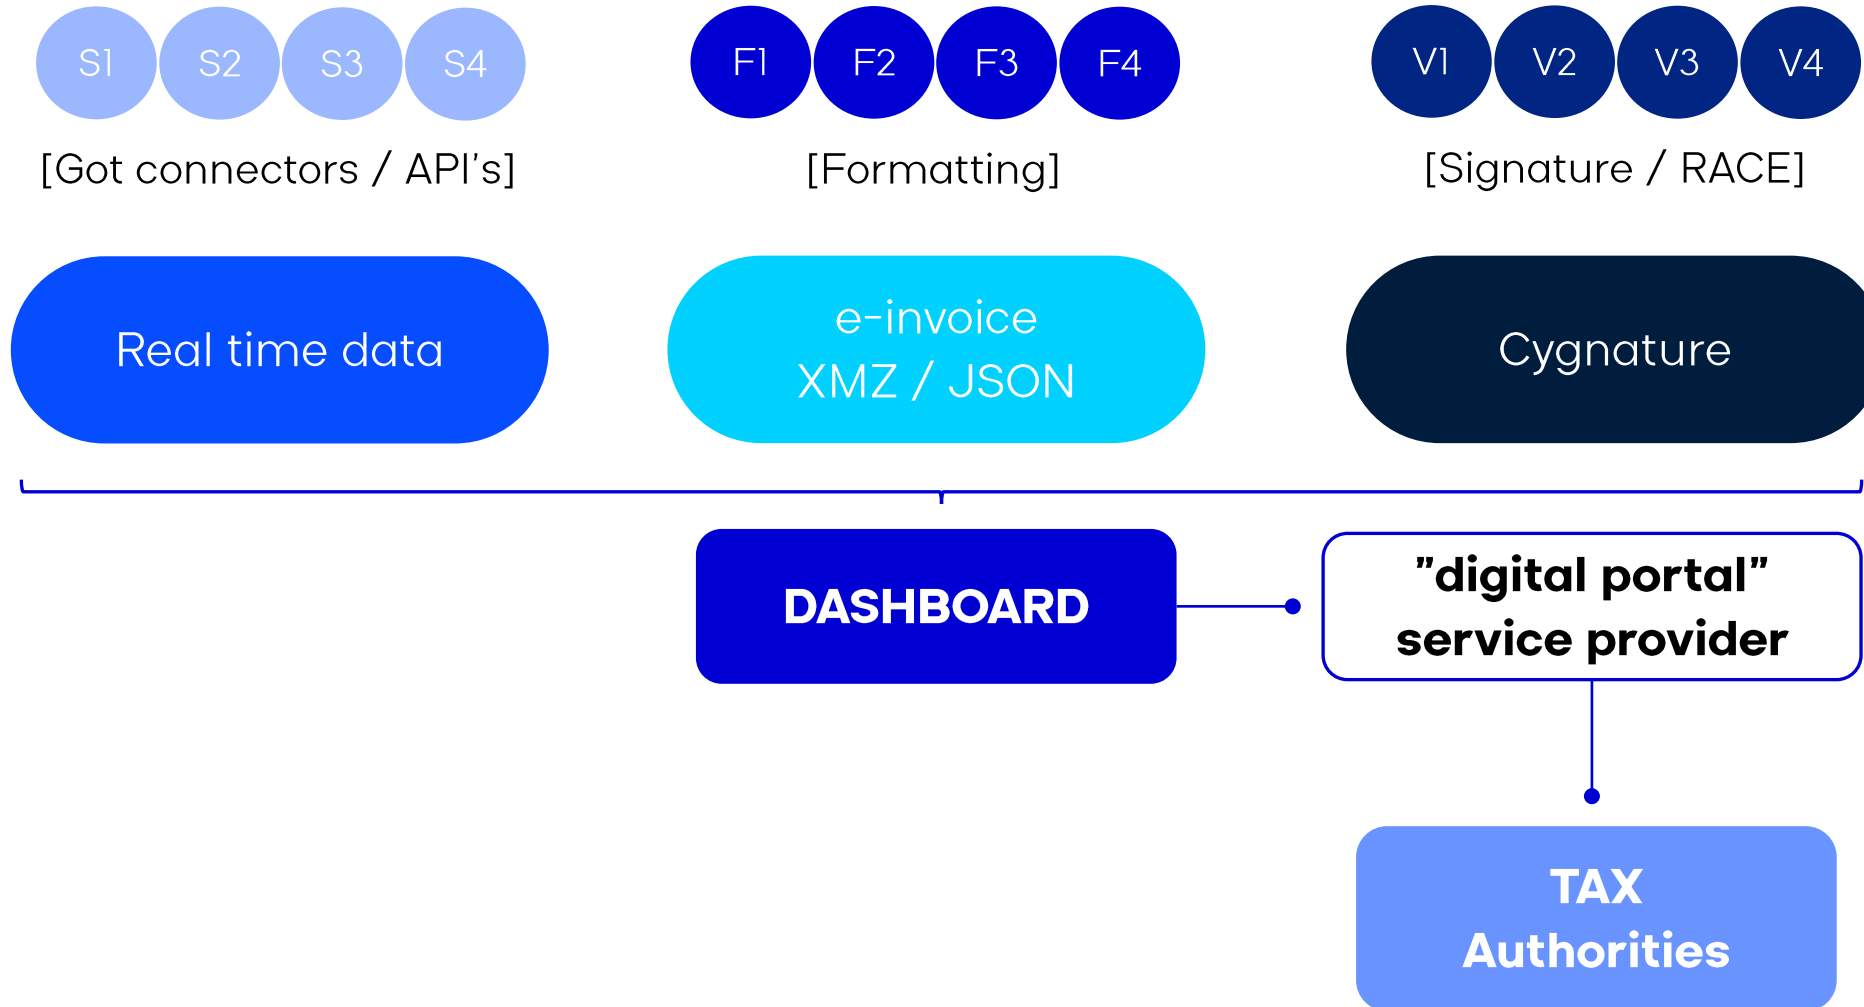 S1 S2 S3 S4
F1 F2 F3 F4
V1 V2 V3 V4
[Got connectors / API's]
[Formatting]
[Signature / RACE]
Real time data
e-invoice
XMZ / JSON
Cygnature
DASHBOARD
”digital portal”
service provider
TAX
Authorities